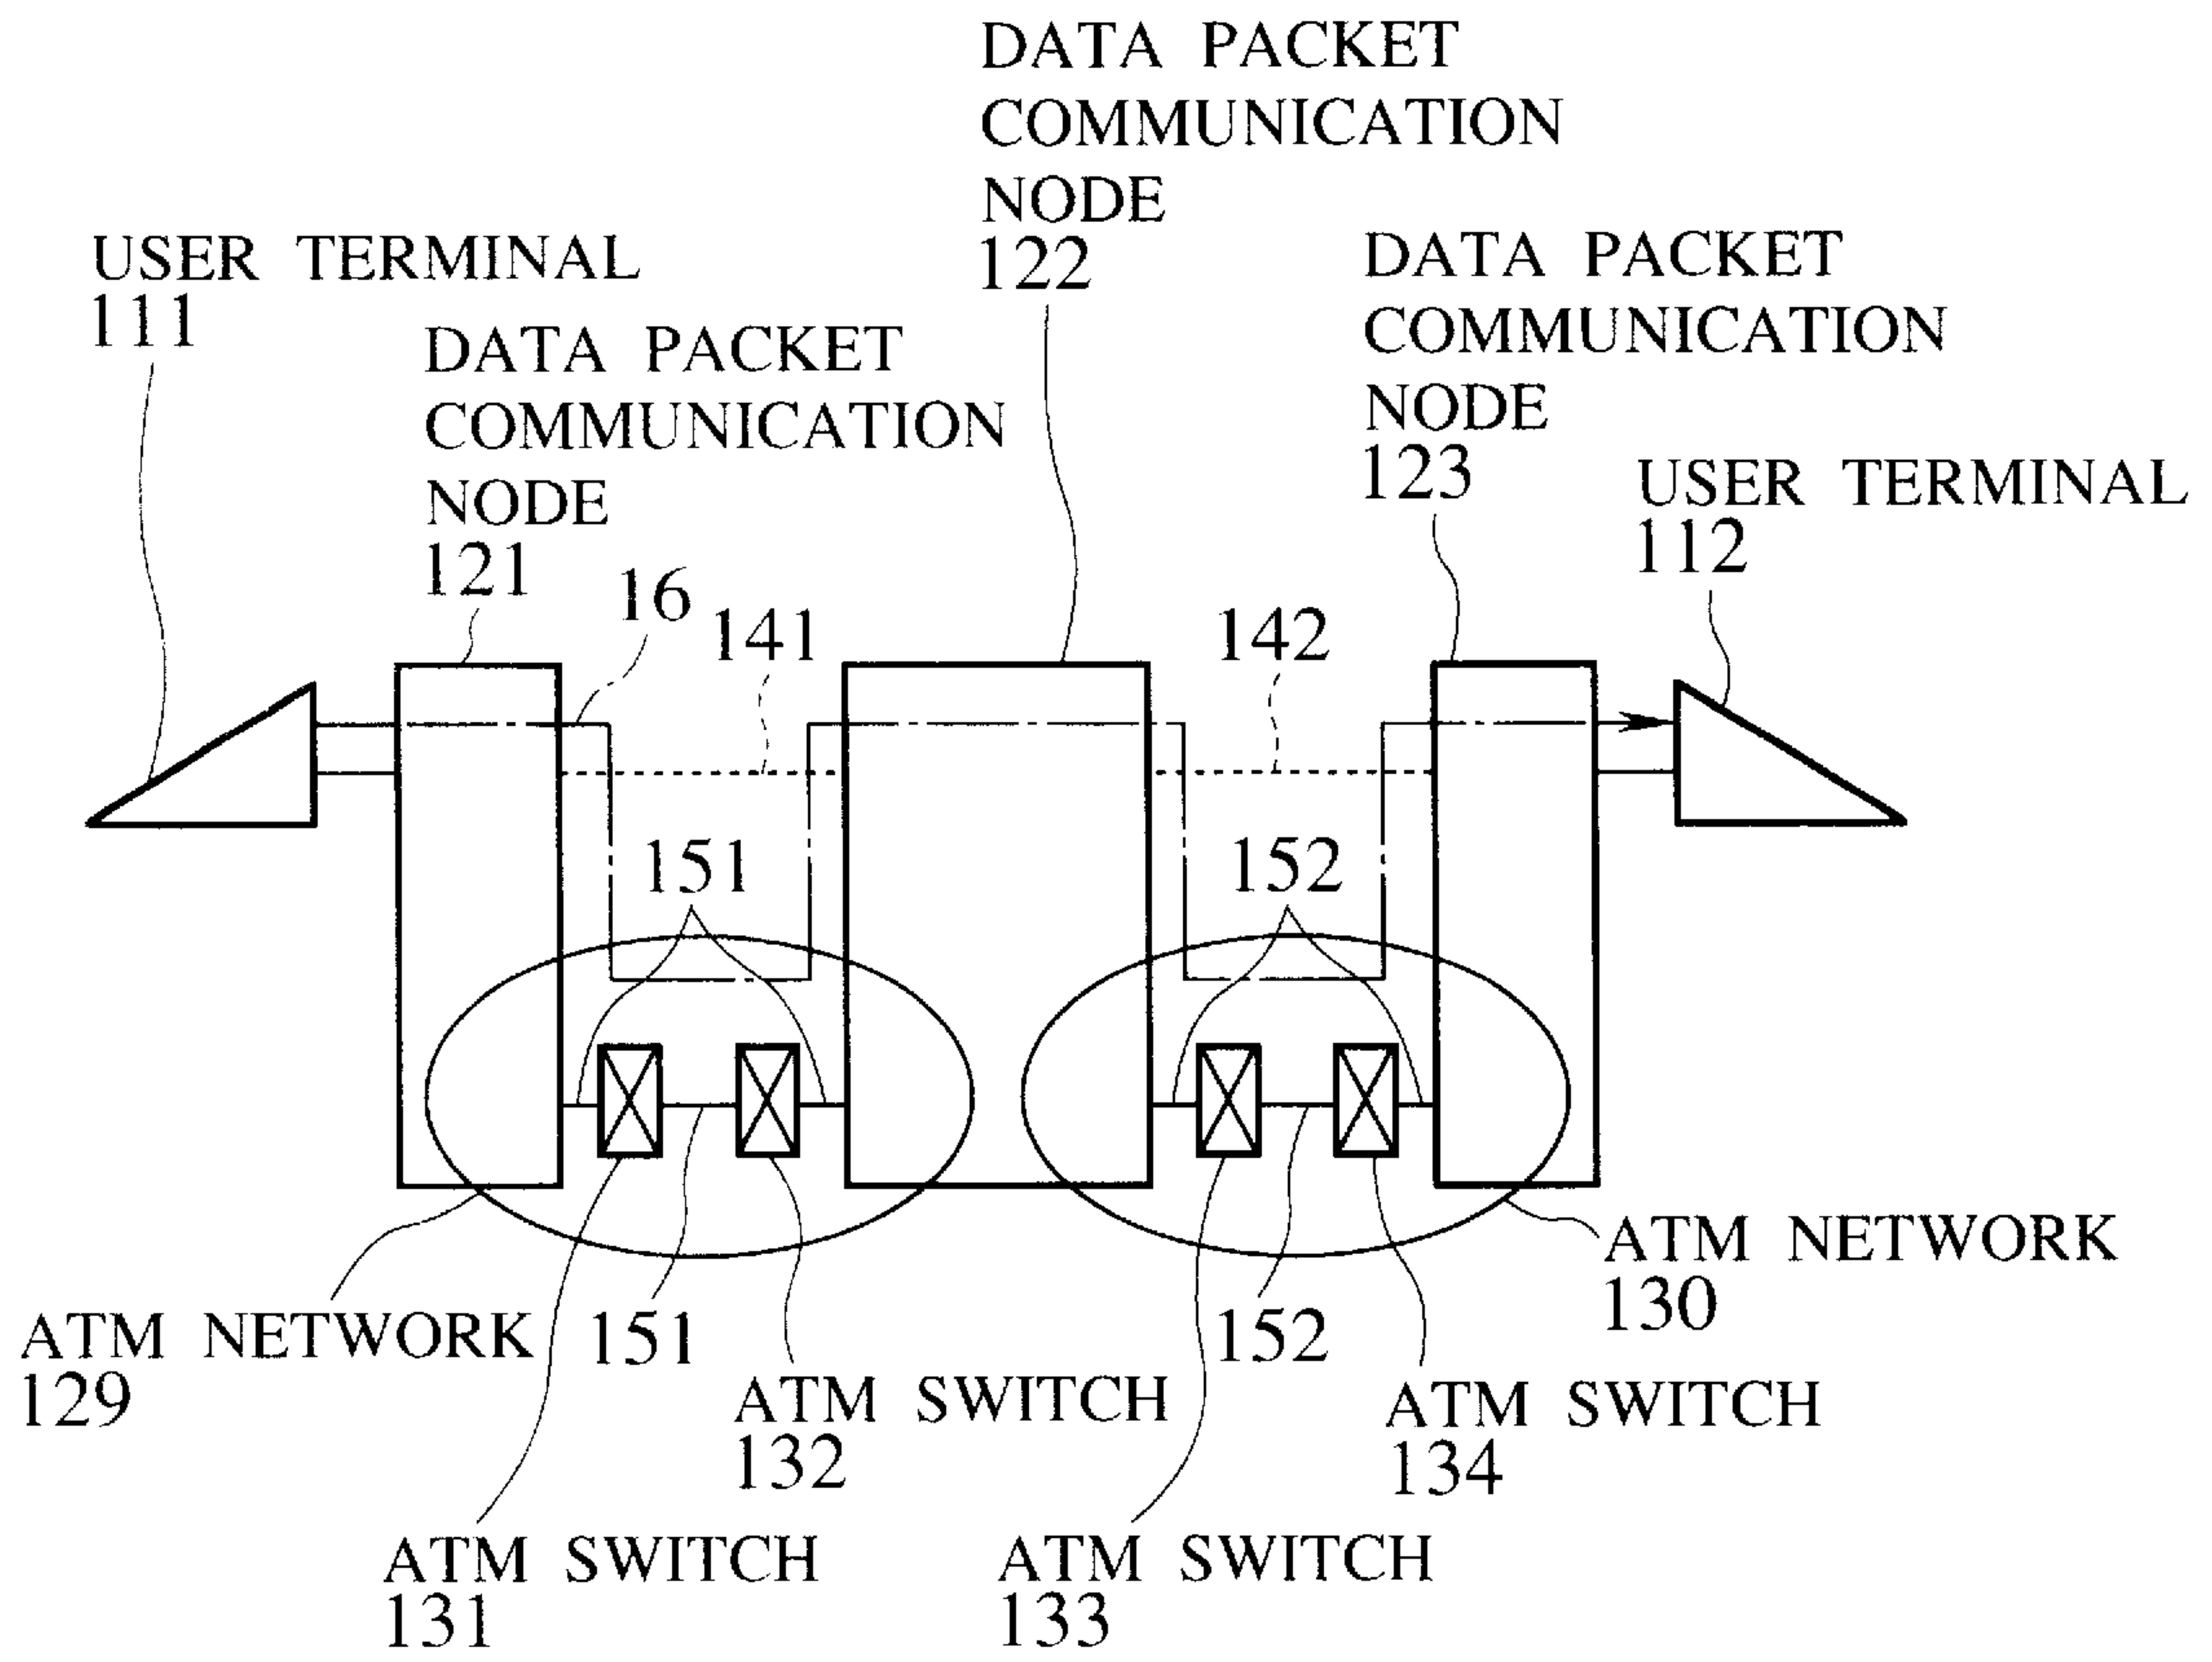 DATA PACKET
COMMUNICATION
NODE
122
USER TERMINAL
111
DATA PACKET
COMMUNICATION
NODE
123
DATA PACKET
COMMUNICATION
NODE
121
USER TERMINAL
112
16
141
142
151
152
ATM NETWORK
130
ATM NETWORK
129
151
152
ATM SWITCH
132
ATM SWITCH
134
ATM SWITCH
131
ATM SWITCH
133